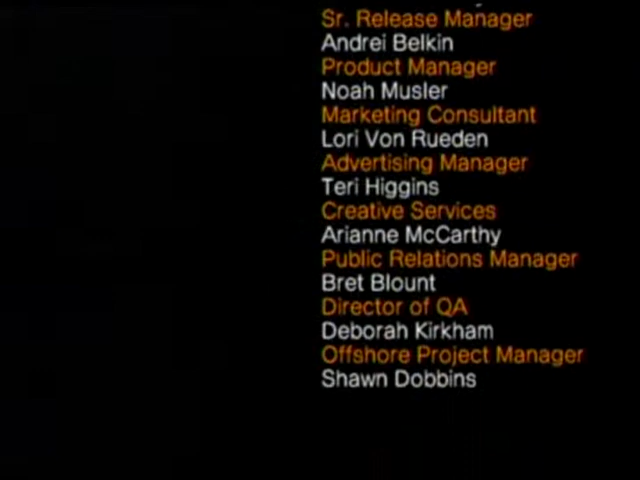 Sr. Release Manager
Andrei Belkin
Product Manager
Noah Musler
Marketing Consultant
Lori Von Rueden
Advertising Manager
Teri Higgins
Creative Services
Arianne McCarthy
Public Relations Manager
Bret Blount
Director of QA
Deborah Kirkham
Offshore Project Manager
Shawn Dobbins